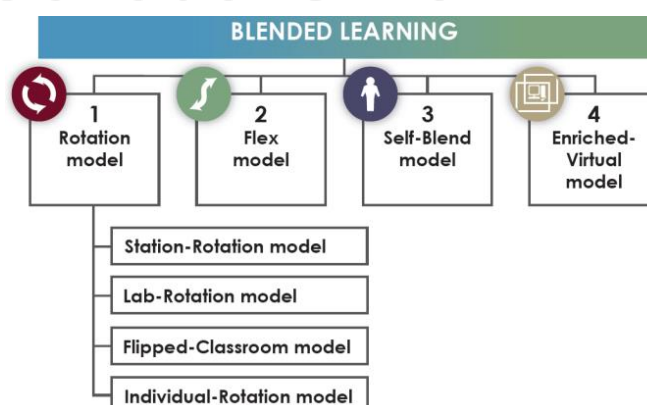 BLENDED LEARNING
1
Rotation
model
2
Flex
model
3
Self-Blend
model
4
Enriched-
Virtual
model
Station-Rotation model
Lab-Rotation model
Flipped-Classroom model
Individual-Rotation model